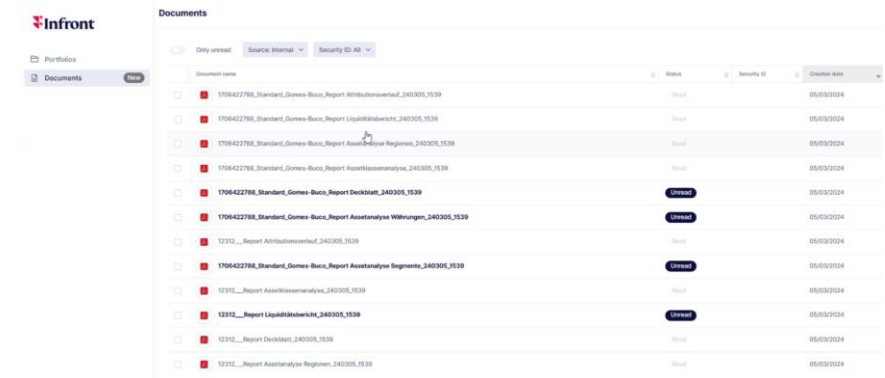 Infront
Portfolios
Documents New
Documents
Only unread Source: Internal Security ID: All
Document name Status Security ID Creation date
1706422788_Standard_Gomes-Buco_Report Attributionsverlauf_240305_1539 Read 05/03/2024
1706422788_Standard_Gomes-Buco_Report Liquiditätsbericht_240305_1539 Read 05/03/2024
1706422788_Standard_Gomes-Buco_Report Assetanalyse Regionen_240305_1539 Read 05/03/2024
1706422788_Standard_Gomes-Buco_Report Assetklassenanalyse_240305_1539 Read 05/03/2024
1706422788_Standard_Gomes-Buco_Report Deckblatt_240305_1539 Unread 05/03/2024
1706422788_Standard_Gomes-Buco_Report Assetanalyse Währungen_240305_1539 Unread 05/03/2024
12312__Report Attributionsverlauf_240305_1539 Read 05/03/2024
1706422788_Standard_Gomes-Buco_Report Assetanalyse Segmente_240305_1539 Unread 05/03/2024
12312__Report Assetklassenanalyse_240305_1539 Read 05/03/2024
12312__Report Liquiditätsbericht_240305_1539 Unread 05/03/2024
12312__Report Deckblatt_240305_1539 Read 05/03/2024
12312__Report Assetanalyse Regionen_240305_1539 Read 05/03/2024